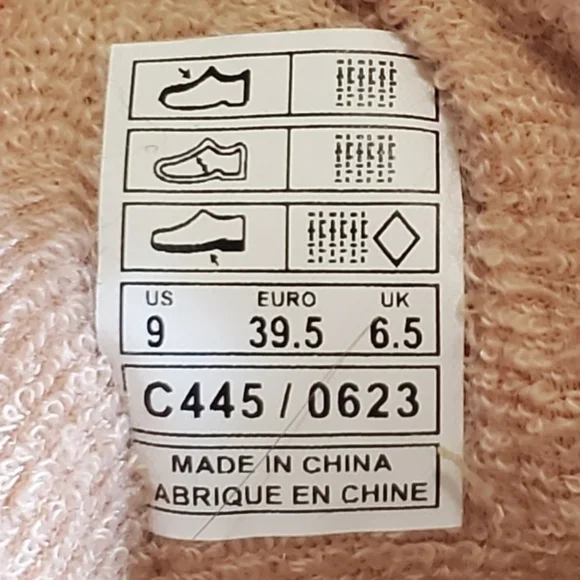 US EURO UK
9 39.5 6.5
C445 / 0623
MADE IN CHINA
ABRIQUE EN CHINE